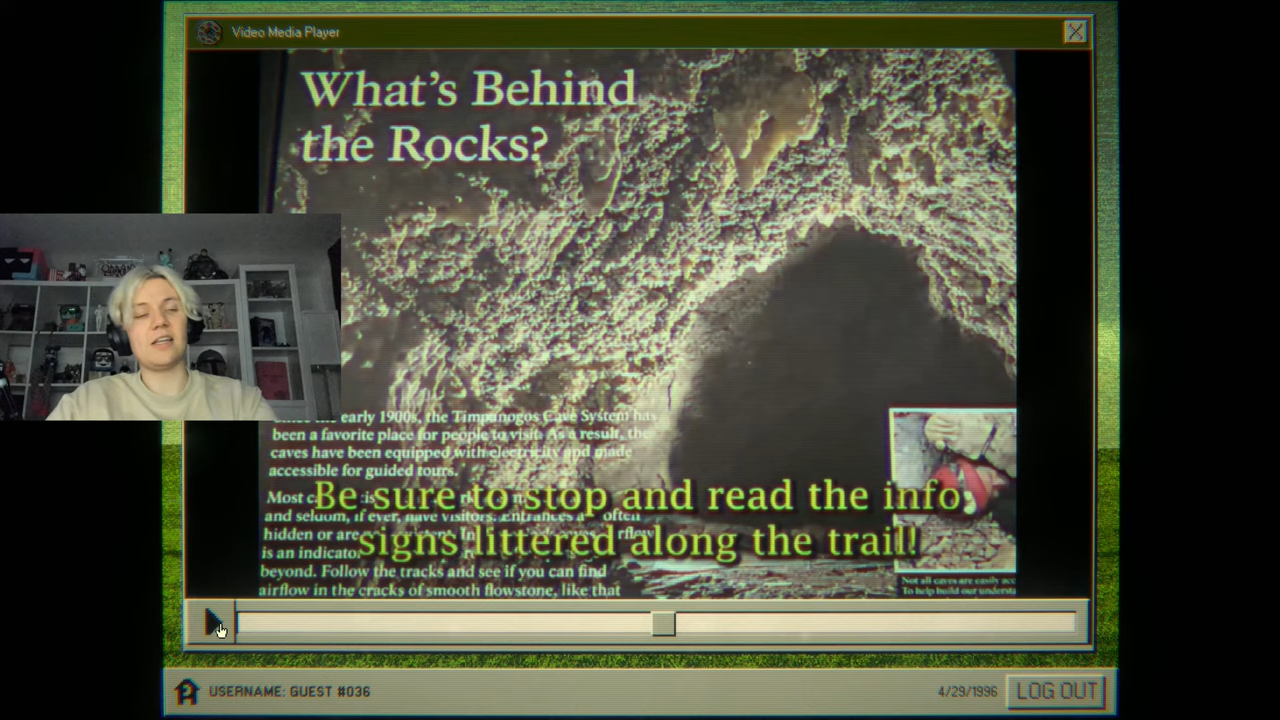 Video Media Player
What's Behind
the Rocks?
early 1900s, the Timpanogos Cave System has
been a favorite place for people to visit. As a result, the
caves have been equipped with electricity and made
accessible for guided tours.
Most
and seldom, if ever, have visitors. Entrances a often
hidden or are
is an indicator
beyond. Follow the tracks and see if you can find
airflow in the cracks of smooth flowstone, like that
Be sure to stop and read the info
signs littered along the trail!
Not all caves are easily acc
To help build our understa
USERNAME: GUEST #036
4/29/1996
LOG OUT